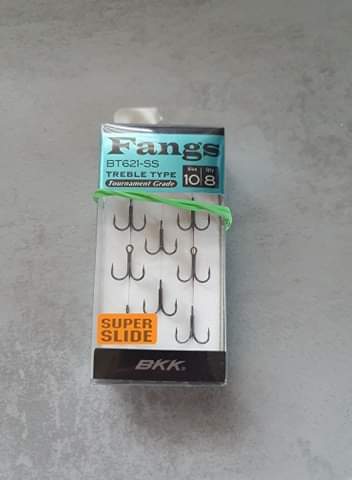 Fangs
BT621-SS
TREBLE TYPE
Tournament Grade
Size
10
Qty
8
SUPER
SLIDE
BKK®